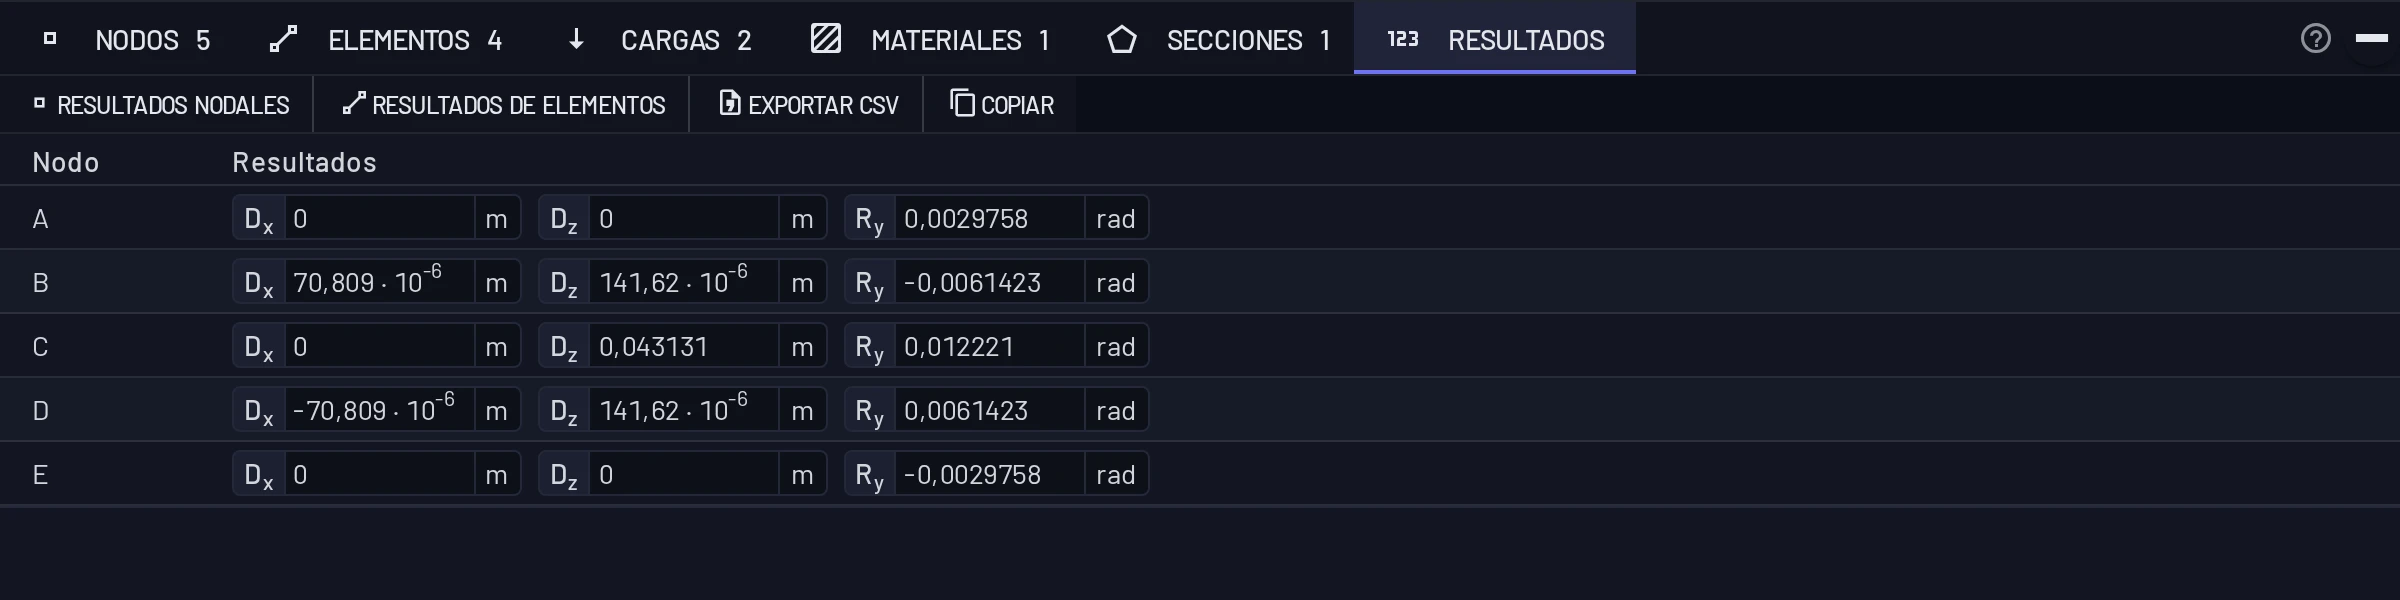 NODOS 5 ELEMENTOS 4 CARGAS 2 MATERIALES 1 SECCIONES 1 123 RESULTADOS ?
RESULTADOS NODALES RESULTADOS DE ELEMENTOS EXPORTAR CSV COPIAR
Nodo Resultados
A Dx 0 m Dz 0 m Ry 0,0029758 rad
B Dx 70,809 · 10⁻⁶ m Dz 141,62 · 10⁻⁶ m Ry -0,0061423 rad
C Dx 0 m Dz 0,043131 m Ry 0,012221 rad
D Dx -70,809 · 10⁻⁶ m Dz 141,62 · 10⁻⁶ m Ry 0,0061423 rad
E Dx 0 m Dz 0 m Ry -0,0029758 rad